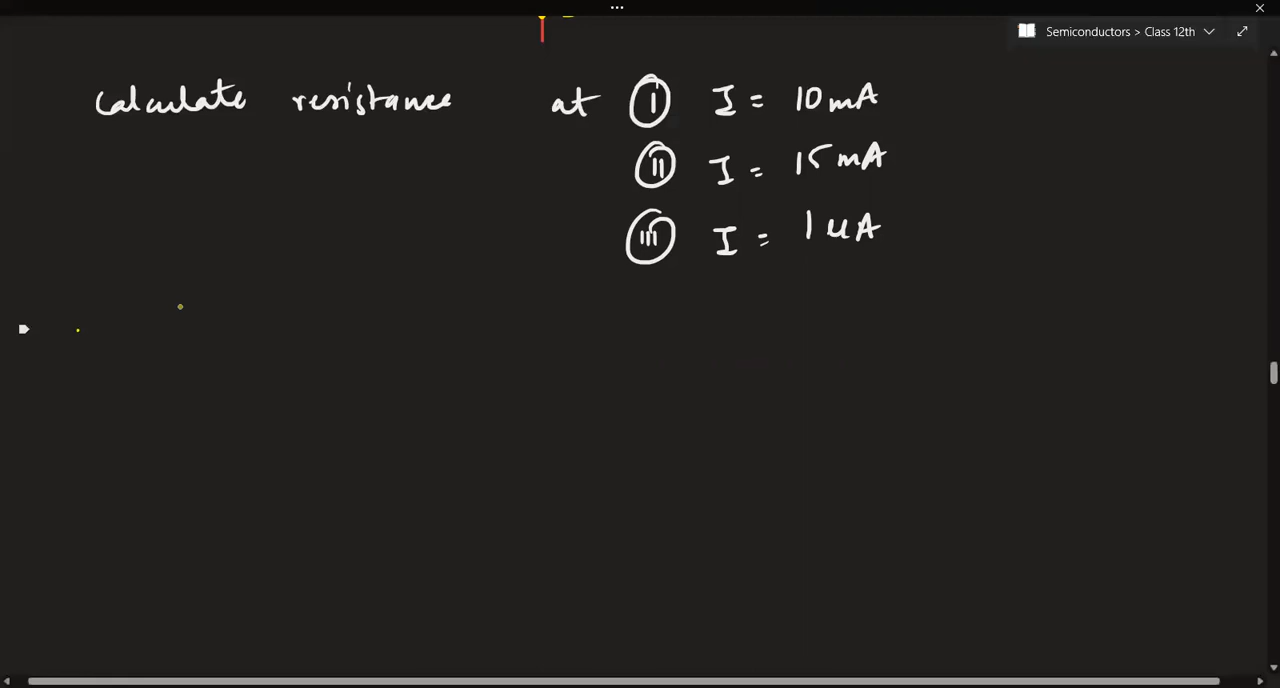 Semiconductors > Class 12th
Calculate resistance at (I) I = 10 mA
(II) I = 15 mA
(III) I = 1 uA